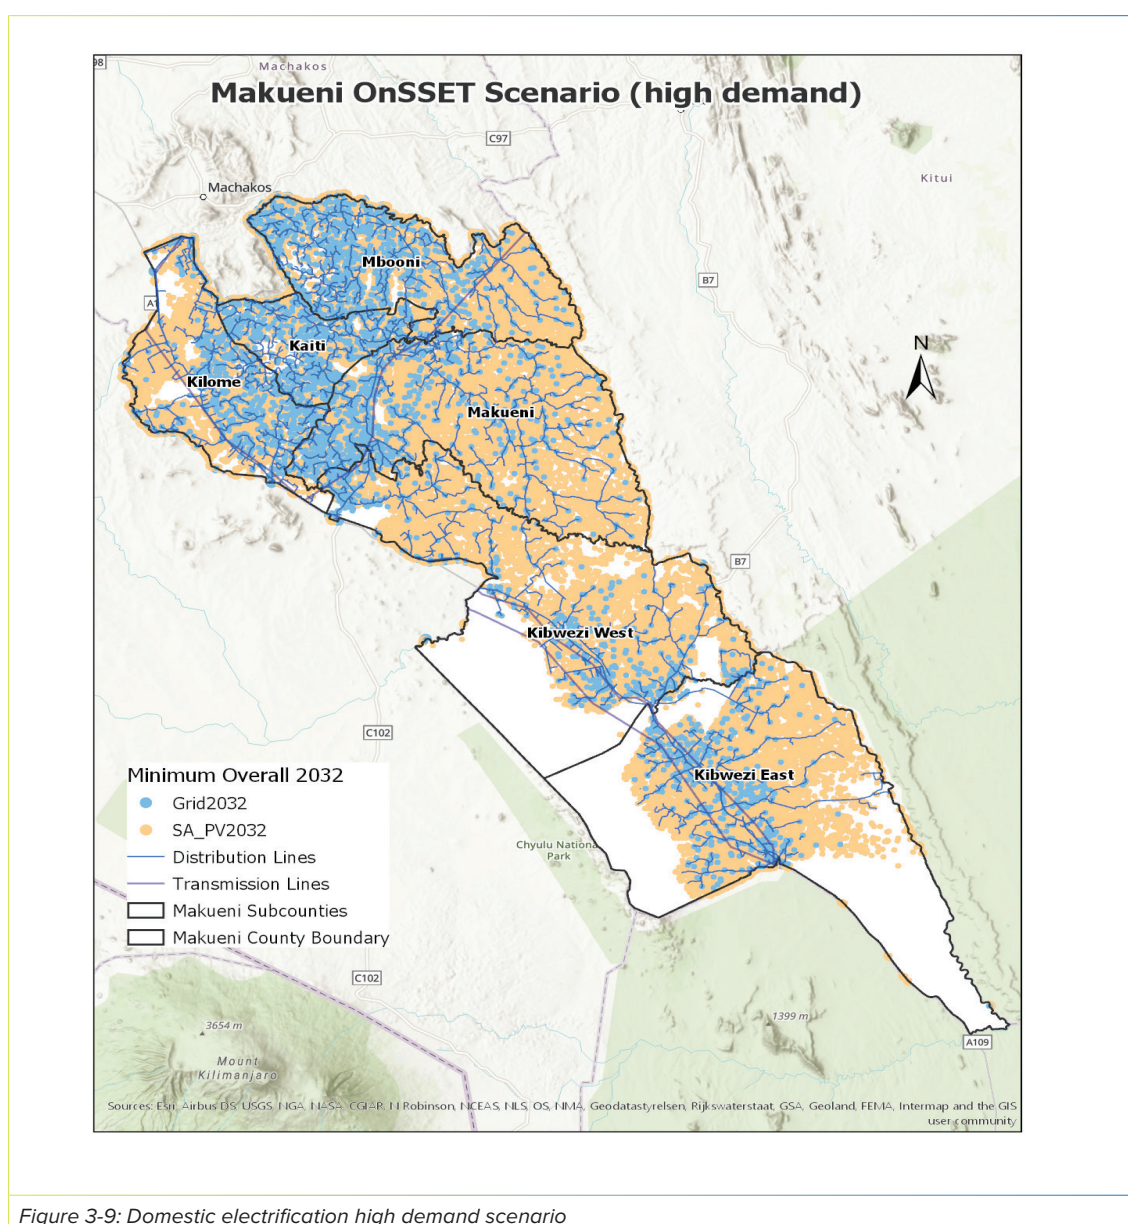 98
Machakos
Makueni OnSSET Scenario (high demand)
C97
Kitui
Machakos
Mbooni
B7
A1
N
Kaiti
Kilome
Makueni
B7
Kibwezi West
C102
Kibwezi East
Minimum Overall 2032
Grid2032
SA_PV2032
Distribution Lines
Transmission Lines
Makueni Subcounties
Makueni County Boundary
Chyulu National
Park
C102
3654 m
1399 m
A109
Mount
Kilimanjaro
Sources: Esri, Airbus DS, USGS, NGA, NASA, CGIAR, N Robinson, NCEAS, NLS, OS, NMA, Geodatastyrelsen, Rijkswaterstaat, GSA, Geoland, FEMA, Intermap and the GIS
user community
Figure 3-9: Domestic electrification high demand scenario